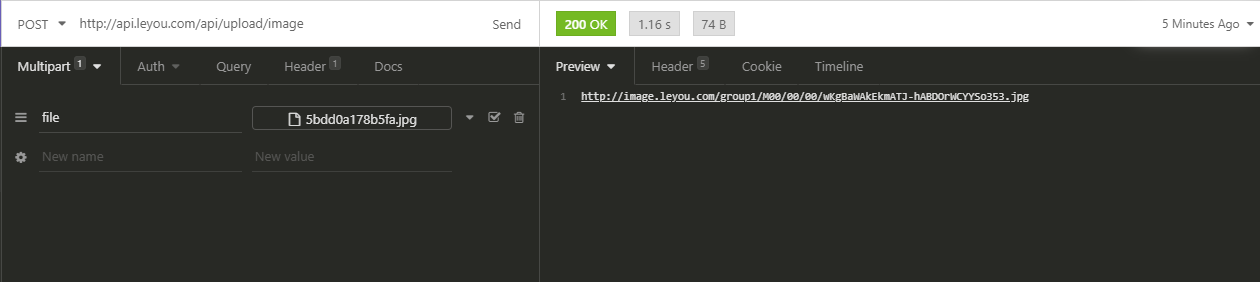 POST http://api.leyou.com/api/upload/image Send 200 OK 1.16 s 74 B 5 Minutes Ago
Multipart 1 Auth Query Header 1 Docs Preview Header 5 Cookie Timeline
1 http://image.leyou.com/group1/M00/00/00/wKgBaWAkEkmATJ-hABDOrWCYYSo353.jpg
file 5bdd0a178b5fa.jpg
New name New value